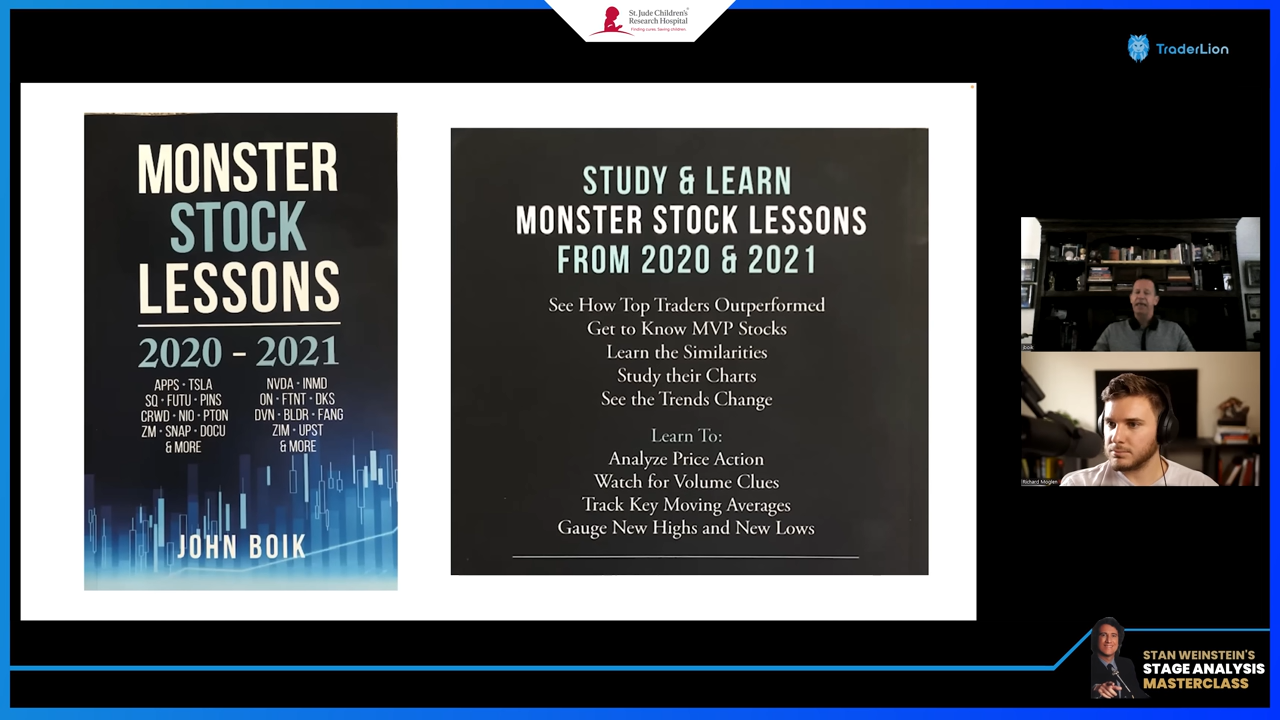 St. Jude Children's
Research Hospital
Finding cures. Saving children.
TraderLion
MONSTER
STOCK
LESSONS
2020 - 2021
APPS • TSLA
SQ • FUTU • PINS
CRWD • NIO • PTON
ZM • SNAP • DOCU
& MORE
NVDA • INMD
ON • FTNT • DKS
DVN • BLDR • FANG
ZIM • UPST
& MORE
JOHN BOIK
STUDY & LEARN
MONSTER STOCK LESSONS
FROM 2020 & 2021
See How Top Traders Outperformed
Get to Know MVP Stocks
Learn the Similarities
Study their Charts
See the Trends Change
Learn To:
Analyze Price Action
Watch for Volume Clues
Track Key Moving Averages
Gauge New Highs and New Lows
jboik
Richard Moglen
STAN WEINSTEIN'S
STAGE ANALYSIS
MASTERCLASS